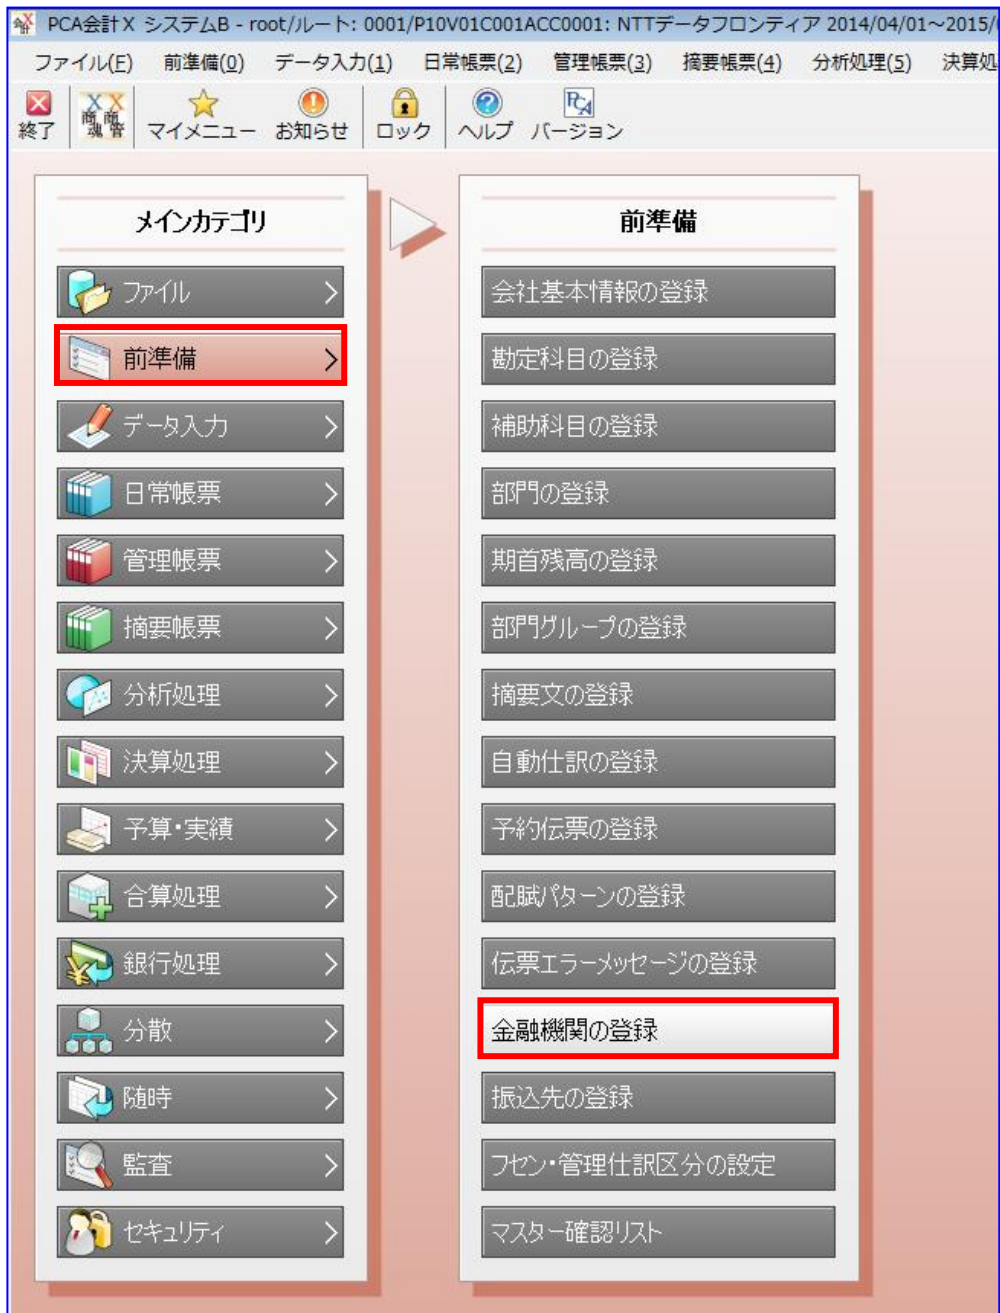 PCA会計X システムB - root/ルート: 0001/P10V01C001ACC0001: NTTデータフロンティア 2014/04/01～2015/
ファイル(F) 前準備(0) データ入力(1) 日常帳票(2) 管理帳票(3) 摘要帳票(4) 分析処理(5) 決算処
終了 商魂 商管 マイメニュー お知らせ ロック ヘルプ バージョン
メインカテゴリ
ファイル
前準備
データ入力
日常帳票
管理帳票
摘要帳票
分析処理
決算処理
予算・実績
合算処理
銀行処理
分散
随時
監査
セキュリティ
前準備
会社基本情報の登録
勘定科目の登録
補助科目の登録
部門の登録
期首残高の登録
部門グループの登録
摘要文の登録
自動仕訳の登録
予約伝票の登録
配賦パターンの登録
伝票エラーメッセージの登録
金融機関の登録
振込先の登録
フセン・管理仕訳区分の設定
マスター確認リスト